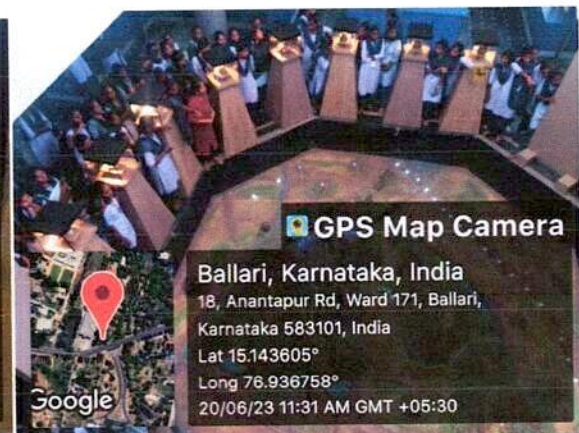 GPS Map Camera
Ballari, Karnataka, India
18, Anantapur Rd, Ward 171, Ballari,
Karnataka 583101, India
Lat 15.143605°
Long 76.936758°
20/06/23 11:31 AM GMT +05:30
Google